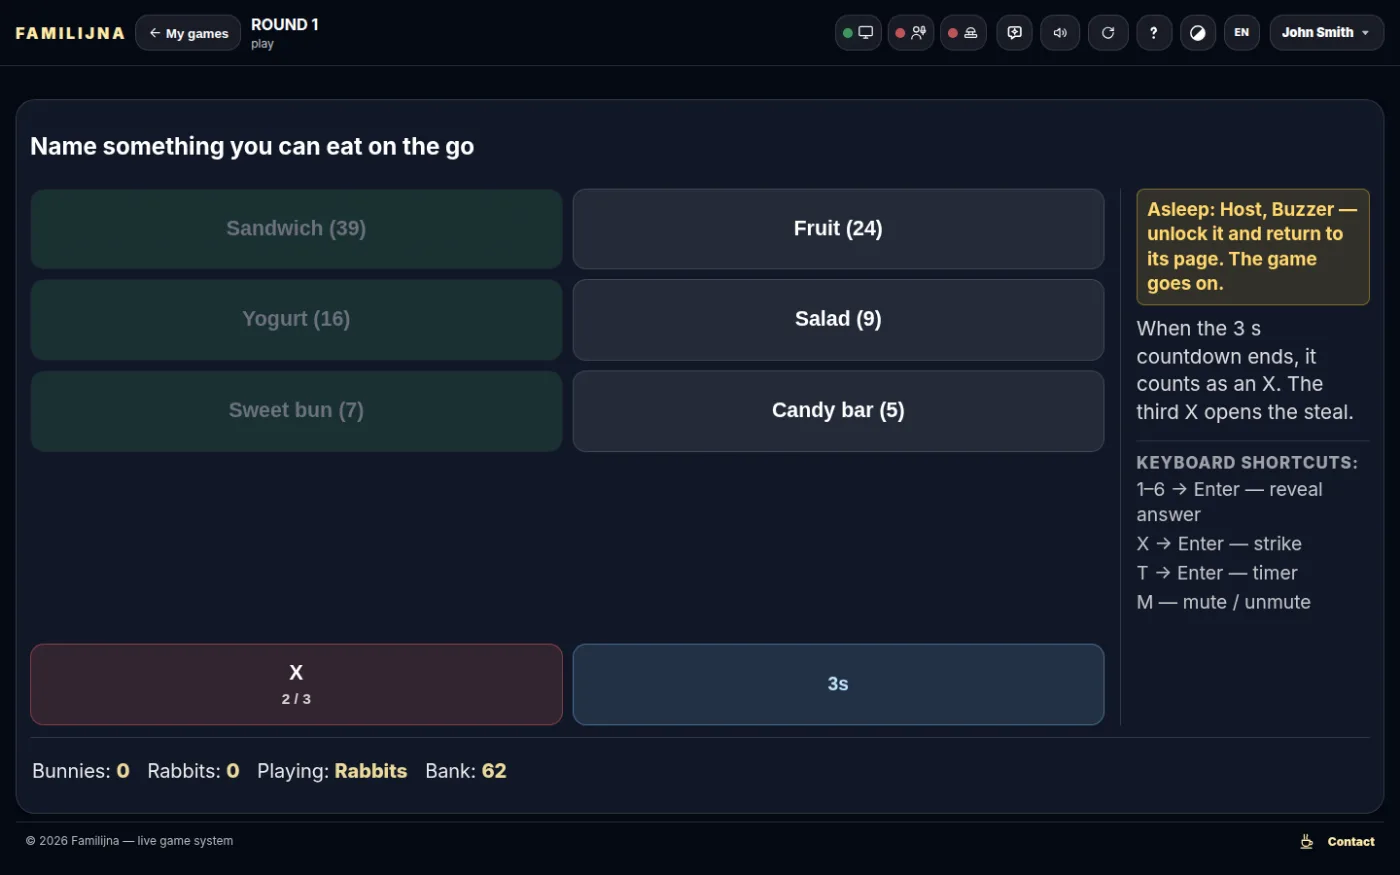 FAMILIJNA
← My games
ROUND 1
play
?
EN
John Smith
Name something you can eat on the go
Sandwich (39)
Fruit (24)
Yogurt (16)
Salad (9)
Sweet bun (7)
Candy bar (5)
X
2 / 3
3s
Asleep: Host, Buzzer —
unlock it and return to
its page. The game
goes on.
When the 3 s
countdown ends, it
counts as an X. The
third X opens the steal.
KEYBOARD SHORTCUTS:
1–6 → Enter — reveal
answer
X → Enter — strike
T → Enter — timer
M — mute / unmute
Bunnies: 0 Rabbits: 0 Playing: Rabbits Bank: 62
© 2026 Familijna — live game system
Contact